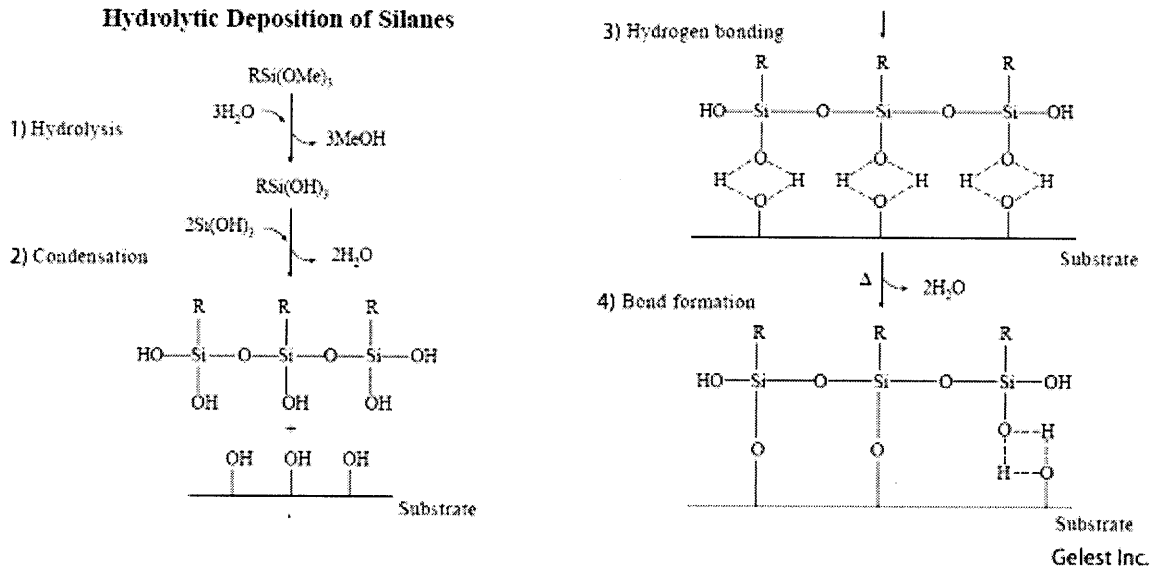 Hydrolytic Deposition of Silanes
RSi(OMe)₃
3H₂O
1) Hydrolysis
3MeOH
RSi(OH)₃
2Si(OH)₂
2) Condensation
2H₂O
R R R
HO Si O Si O Si OH
OH OH OH
+
OH OH OH
Substrate
3) Hydrogen bonding
R R R
HO Si O Si O Si OH
O O O
H H H H H H
O O O
Substrate
Δ 2H₂O
4) Bond formation
R R R
HO Si O Si O Si OH
O H
O O H O
Substrate
Gelest Inc.